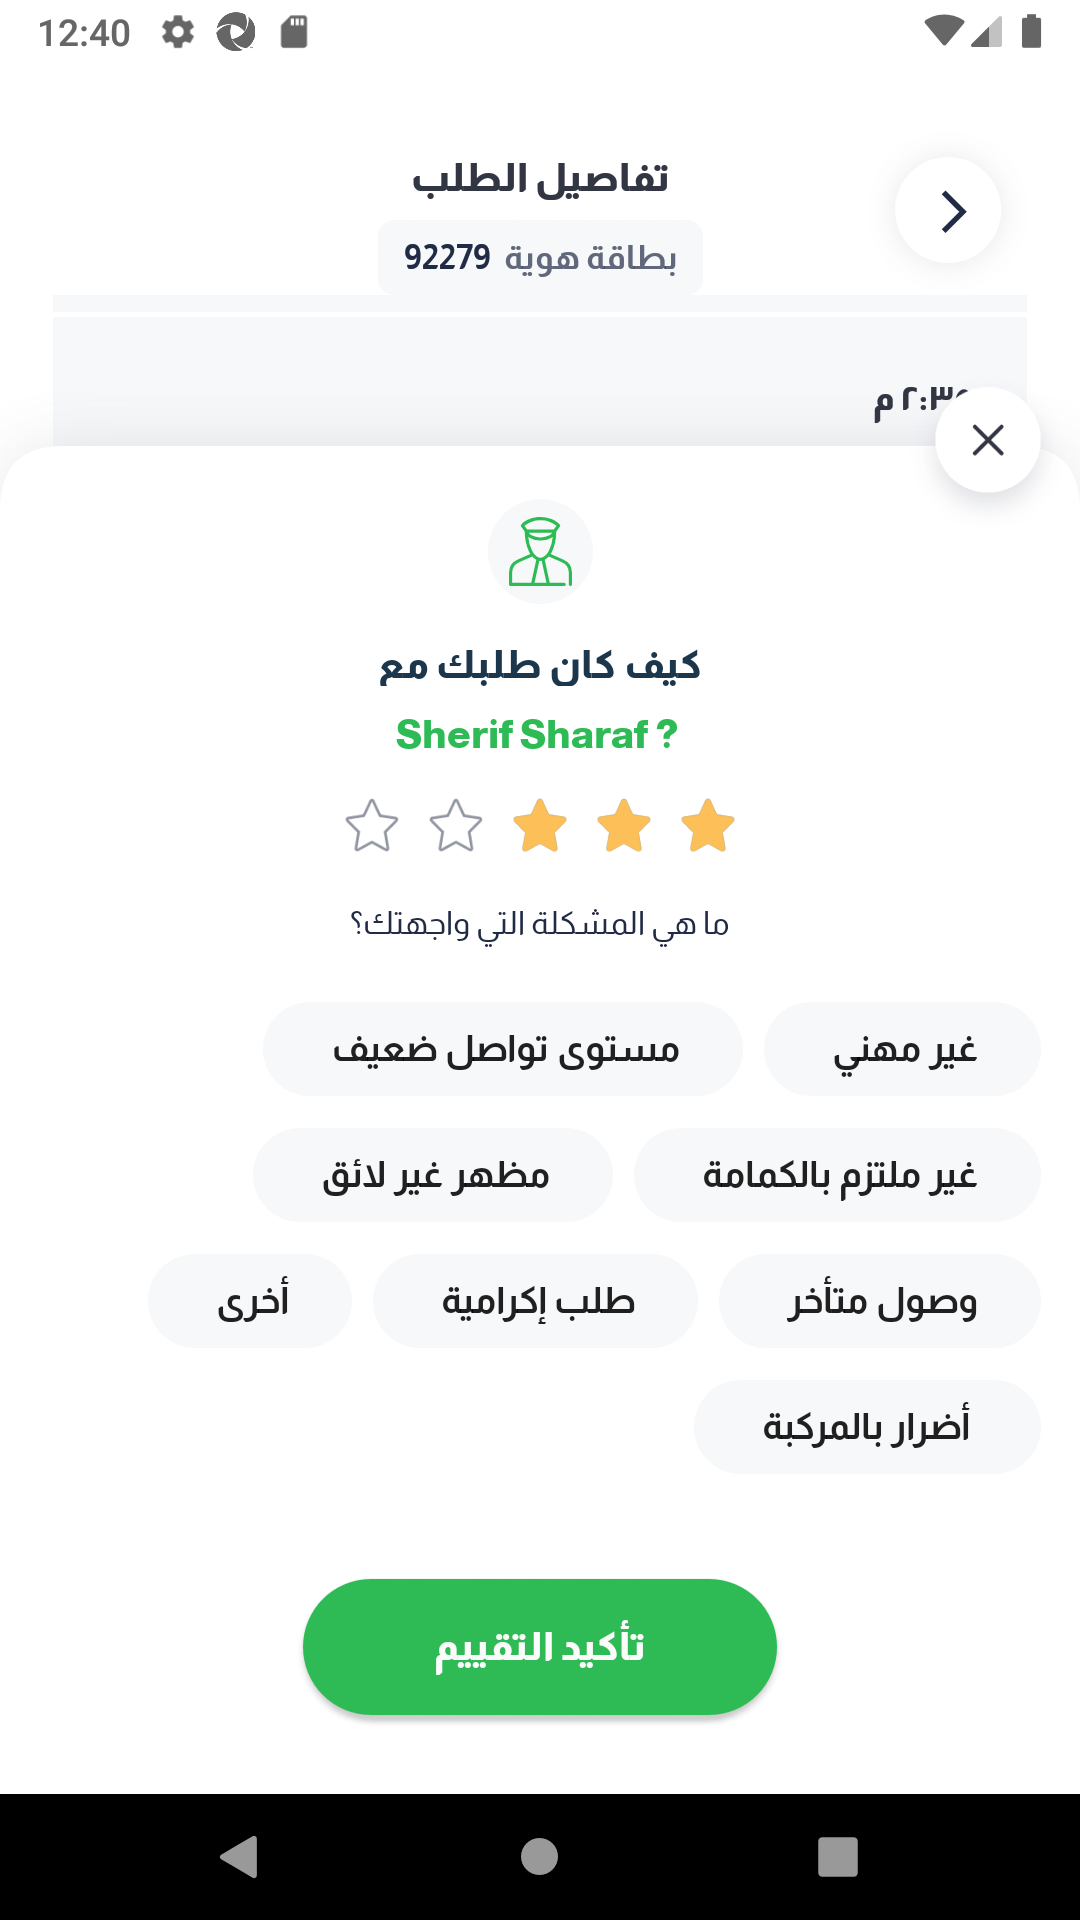 12:40
تفاصيل الطلب
بطاقة هوية 92279
م
كيف كان طلبك مع
Sherif Sharaf ?
ما هي المشكلة التي واجهتك؟
غير مهني
مستوى تواصل ضعيف
غير ملتزم بالكمامة
مظهر غير لائق
وصول متأخر
طلب إكرامية
أخرى
أضرار بالمركبة
تأكيد التقييم